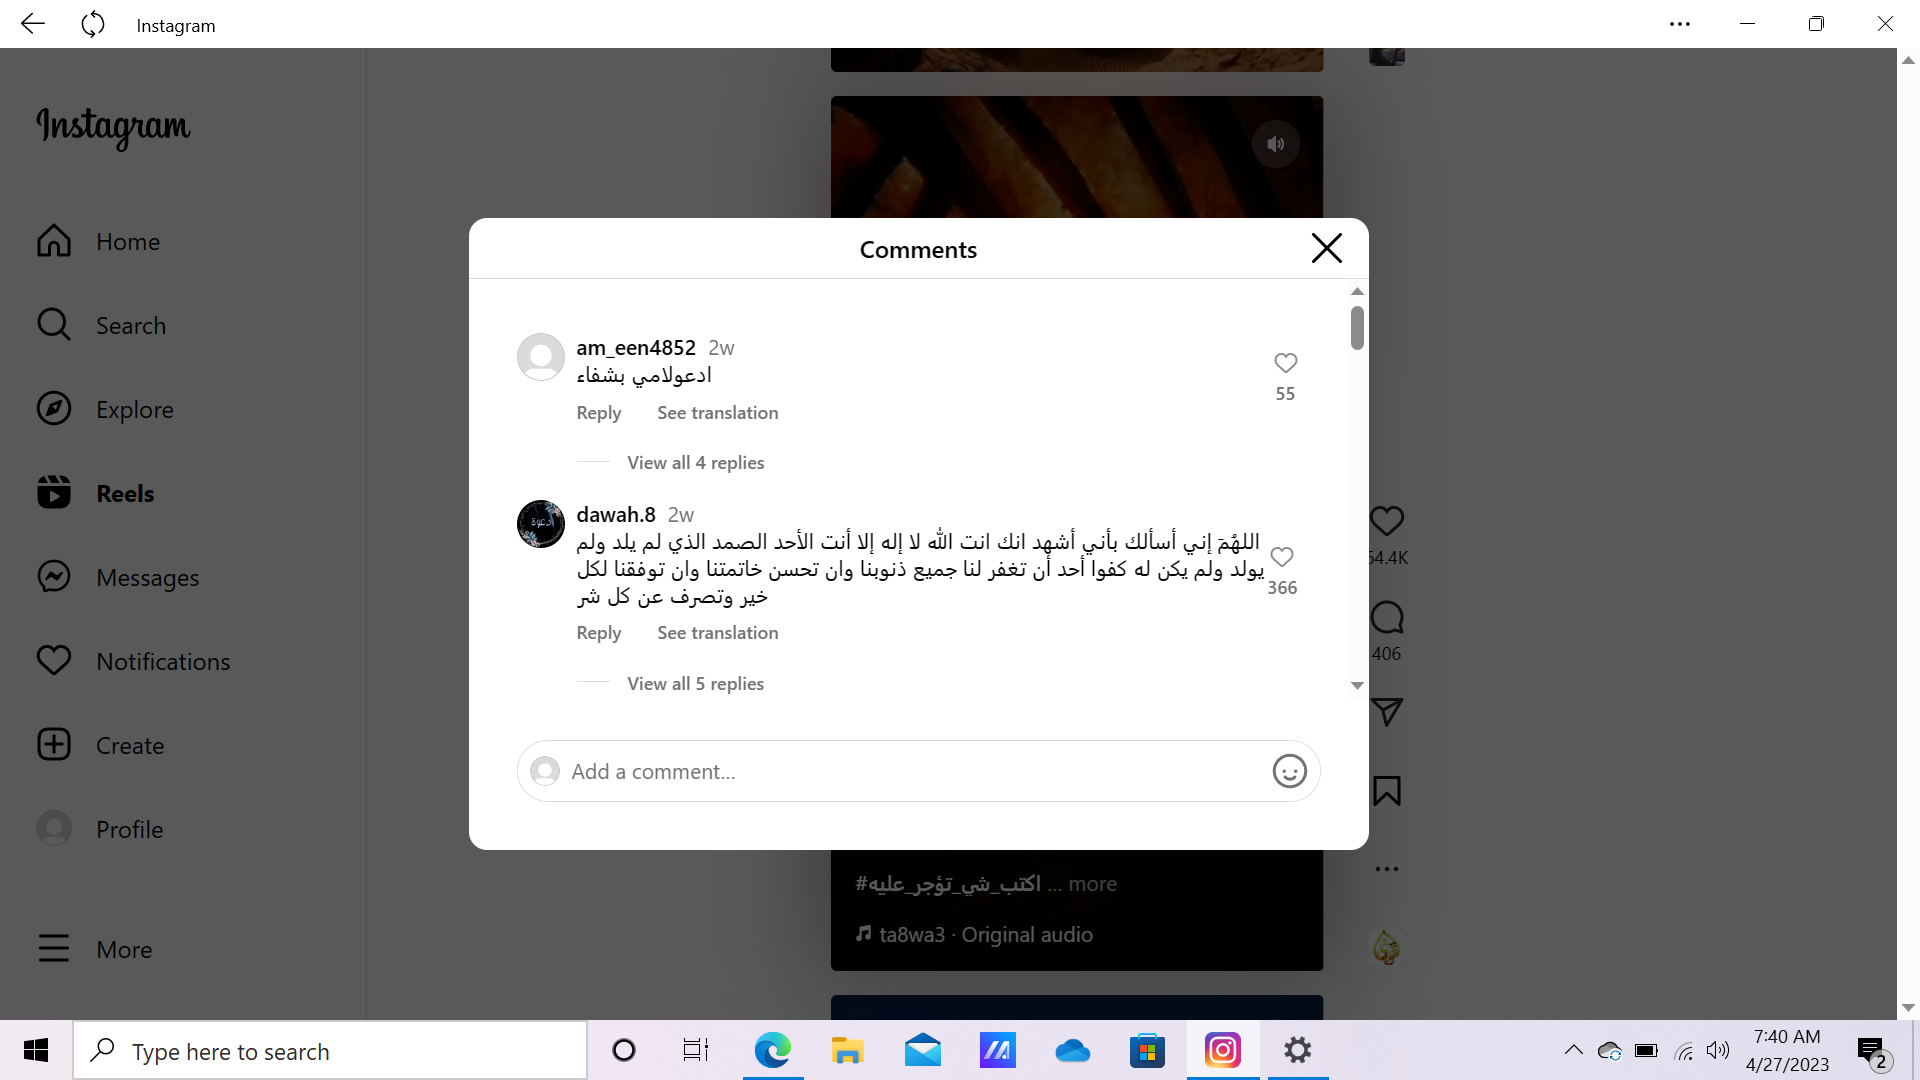 Instagram
Instagram
Home
Search
Explore
Reels
Messages
Notifications
Create
Profile
More
Comments
am_een4852 2w
ادعولامي بشفاء
55
Reply See translation
View all 4 replies
dawah.8 2w
اللهُمَ إني أسألك بأني أشهد انك انت الله لا إله إلا أنت الأحد الصمد الذي لم يلد ولم
يولد ولم يكن له كفوا أحد أن تغفر لنا جميع ذنوبنا وان تحسن خاتمتنا وان توفقنا لكل
خير وتصرف عن كل شر
366
Reply See translation
View all 5 replies
Add a comment...
54.4K
406
#اكتب_شي_تؤجر_عليه ... more
ta8wa3 · Original audio
Type here to search
7:40 AM
4/27/2023
2